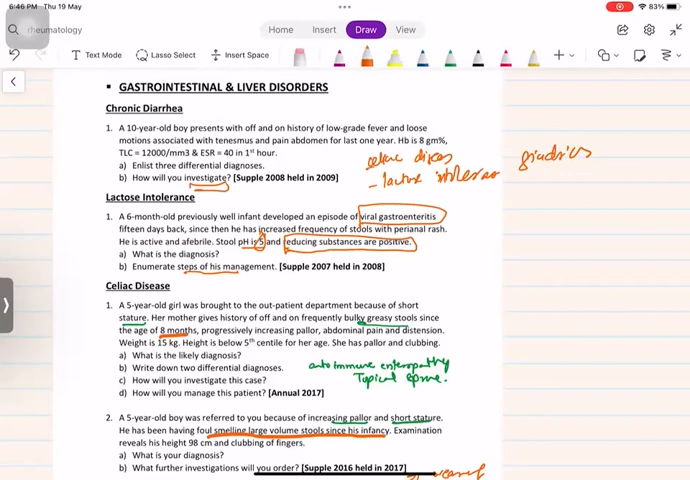 6:46 PM Thu 19 May
83%
rheumatology
Home Insert Draw View
Text Mode Lasso Select Insert Space
▪ GASTROINTESTINAL & LIVER DISORDERS
Chronic Diarrhea
1. A 10-year-old boy presents with off and on history of low-grade fever and loose
motions associated with tenesmus and pain abdomen for last one year. Hb is 8 gm%,
TLC = 12000/mm3 & ESR = 40 in 1st hour.
a) Enlist three differential diagnoses.
b) How will you investigate? [Supple 2008 held in 2009]
- lactose
Lactose Intolerance
1. A 6-month-old previously well infant developed an episode of viral gastroenteritis
fifteen days back, since then he has increased frequency of stools with perianal rash.
He is active and afebrile. Stool pH is 5 and reducing substances are positive.
a) What is the diagnosis?
b) Enumerate steps of his management. [Supple 2007 held in 2008]
Celiac Disease
1. A 5-year-old girl was brought to the out-patient department because of short
stature. Her mother gives history of off and on frequently bulky greasy stools since
the age of 8 months, progressively increasing pallor, abdominal pain and distension.
Weight is 15 kg. Height is below 5th centile for her age. She has pallor and clubbing.
a) What is the likely diagnosis?
b) Write down two differential diagnoses.
auto immune enteropathy
c) How will you investigate this case?
d) How will you manage this patient? [Annual 2017]
2. A 5-year-old boy was referred to you because of increasing pallor and short stature.
He has been having foul smelling large volume stools since his infancy. Examination
reveals his height 98 cm and clubbing of fingers.
a) What is your diagnosis?
b) What further investigations will you order? [Supple 2016 held in 2017]